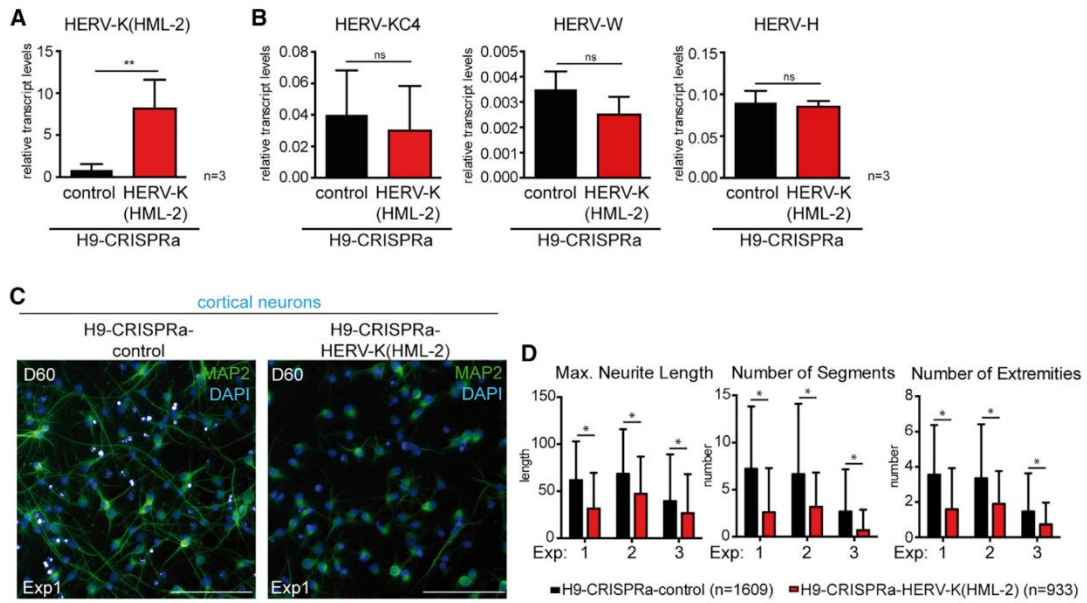 A
HERV-K(HML-2)
relative transcript levels
15
10
5
0
**
control
HERV-K
(HML-2)
n=3
H9-CRISPRa
B
HERV-KC4
relative transcript levels
0.08
0.06
0.04
0.02
0.00
ns
control
HERV-K
(HML-2)
H9-CRISPRa
HERV-W
relative transcript levels
0.005
0.004
0.003
0.002
0.001
0.000
ns
control
HERV-K
(HML-2)
H9-CRISPRa
HERV-H
relative transcript levels
0.15
0.10
0.05
0.00
ns
control
HERV-K
(HML-2)
n=3
H9-CRISPRa
C
cortical neurons
H9-CRISPRa-
control
D60
MAP2
DAPI
Exp1
H9-CRISPRa-
HERV-K(HML-2)
D60
MAP2
DAPI
Exp1
D
Max. Neurite Length
length
150
100
50
0
*
*
*
Exp: 1 2 3
Number of Segments
number
15
10
5
0
*
*
*
Exp: 1 2 3
Number of Extremities
number
8
6
4
2
0
*
*
*
Exp: 1 2 3
H9-CRISPRa-control (n=1609)
H9-CRISPRa-HERV-K(HML-2) (n=933)